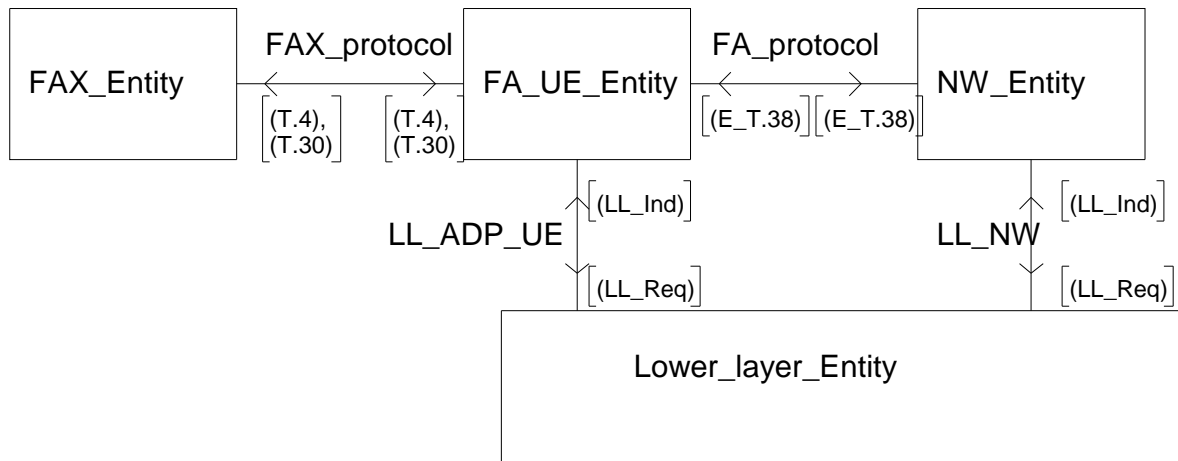 FAX_protocol
FA_protocol
FAX_Entity
FA_UE_Entity
NW_Entity
(T.4),
(T.30)
(T.4),
(T.30)
(E_T.38)
(E_T.38)
(LL_Ind)
(LL_Ind)
LL_ADP_UE
LL_NW
(LL_Req)
(LL_Req)
Lower_layer_Entity